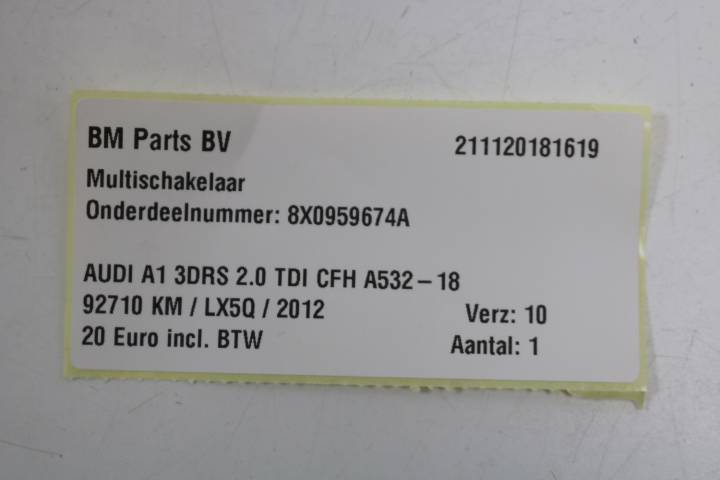 BM Parts BV 211120181619
Multischakelaar
Onderdeelnummer: 8X0959674A
AUDI A1 3DRS 2.0 TDI CFH A532-18
92710 KM / LX5Q / 2012 Verz: 10
20 Euro incl. BTW Aantal: 1